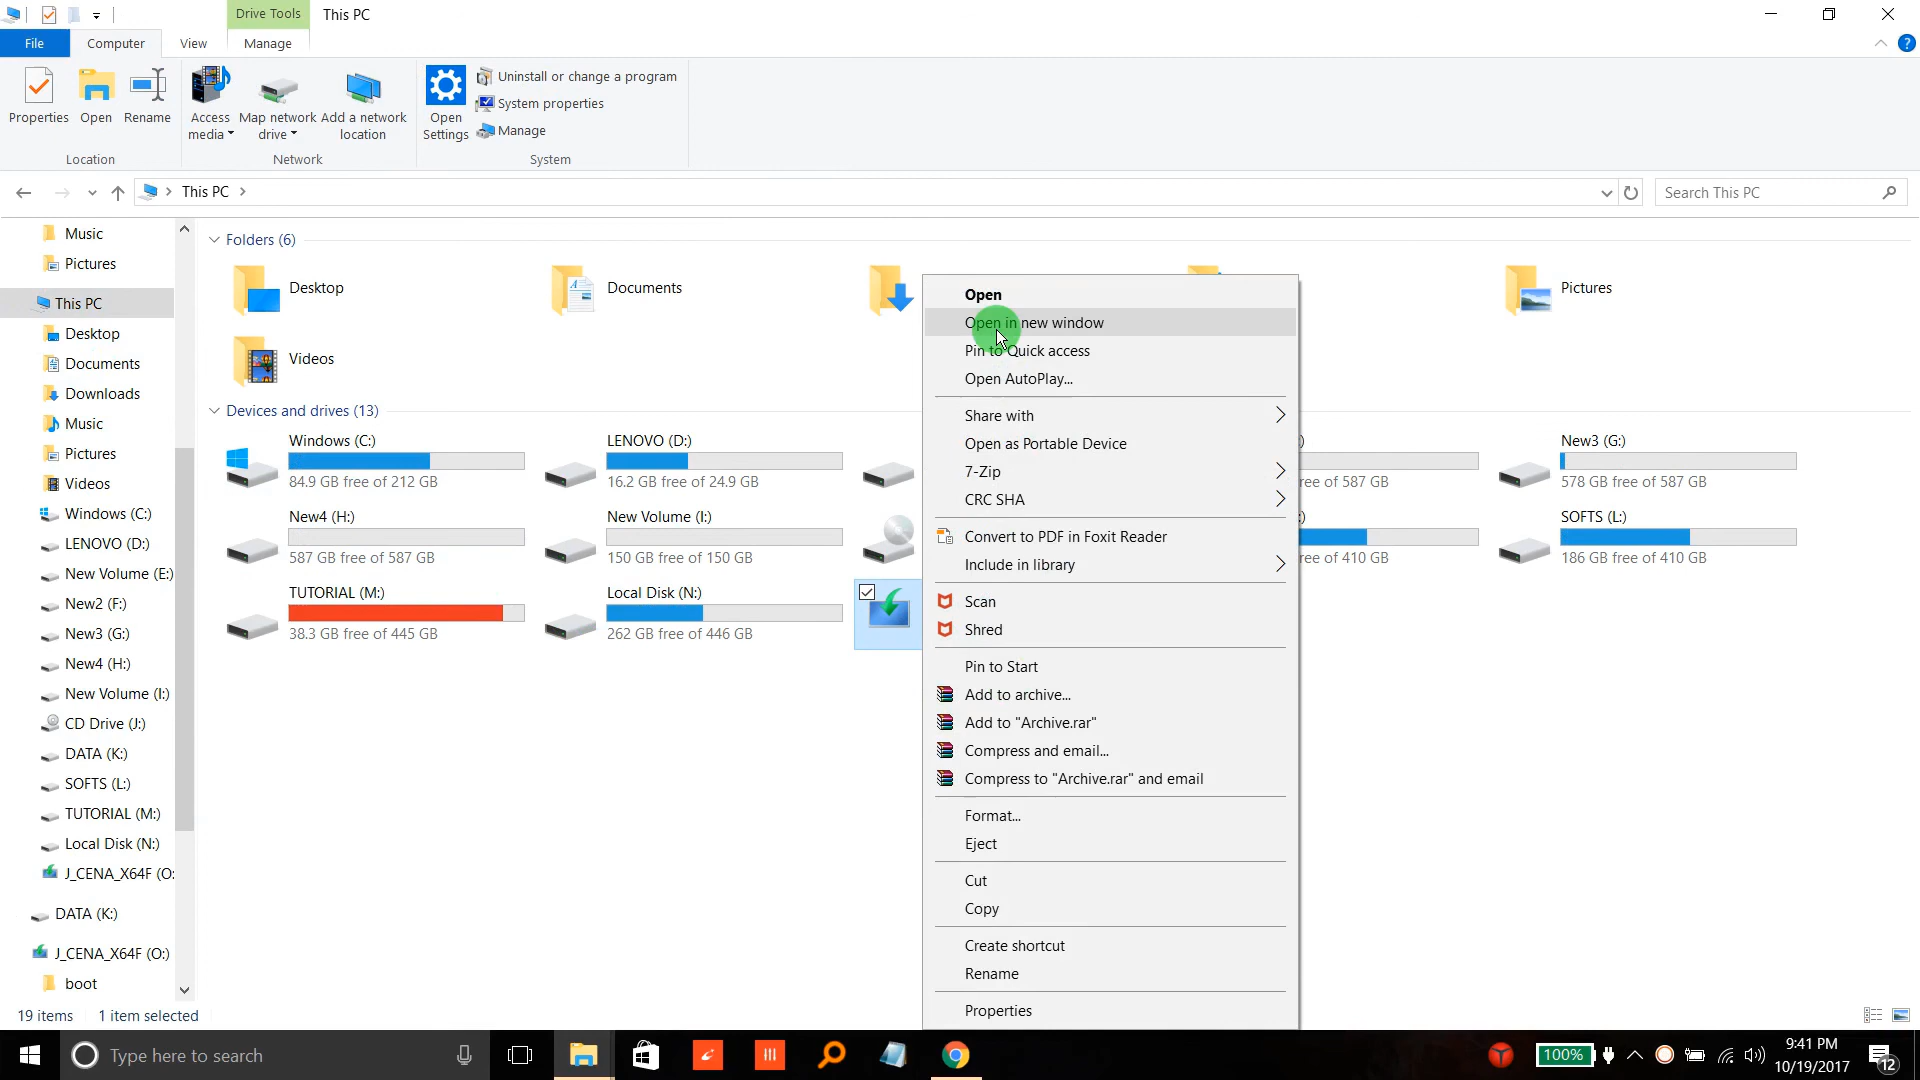 Drive Tools
This PC
File
Computer
View
Manage
Properties
Open
Rename
Access media
Map network drive
Add a network location
Open Settings
Uninstall or change a program
System properties
Manage
Location
Network
System
This PC
Search This PC
Music
Pictures
This PC
Desktop
Documents
Downloads
Music
Pictures
Videos
Windows (C:)
LENOVO (D:)
New Volume (E:)
New2 (F:)
New3 (G:)
New4 (H:)
New Volume (I:)
CD Drive (J:)
DATA (K:)
SOFTS (L:)
TUTORIAL (M:)
Local Disk (N:)
J_CENA_X64F (O:
DATA (K:)
J_CENA_X64F (O:)
boot
Folders (6)
Desktop
Documents
Pictures
Videos
Devices and drives (13)
Windows (C:)
84.9 GB free of 212 GB
LENOVO (D:)
16.2 GB free of 24.9 GB
ree of 587 GB
New3 (G:)
578 GB free of 587 GB
New4 (H:)
587 GB free of 587 GB
New Volume (I:)
150 GB free of 150 GB
ree of 410 GB
SOFTS (L:)
186 GB free of 410 GB
TUTORIAL (M:)
38.3 GB free of 445 GB
Local Disk (N:)
262 GB free of 446 GB
Open
Open in new window
Pin to Quick access
Open AutoPlay...
Share with
Open as Portable Device
7-Zip
CRC SHA
Convert to PDF in Foxit Reader
Include in library
Scan
Shred
Pin to Start
Add to archive...
Add to "Archive.rar"
Compress and email...
Compress to "Archive.rar" and email
Format...
Eject
Cut
Copy
Create shortcut
Rename
Properties
19 items
1 item selected
Type here to search
100%
9:41 PM
10/19/2017
12